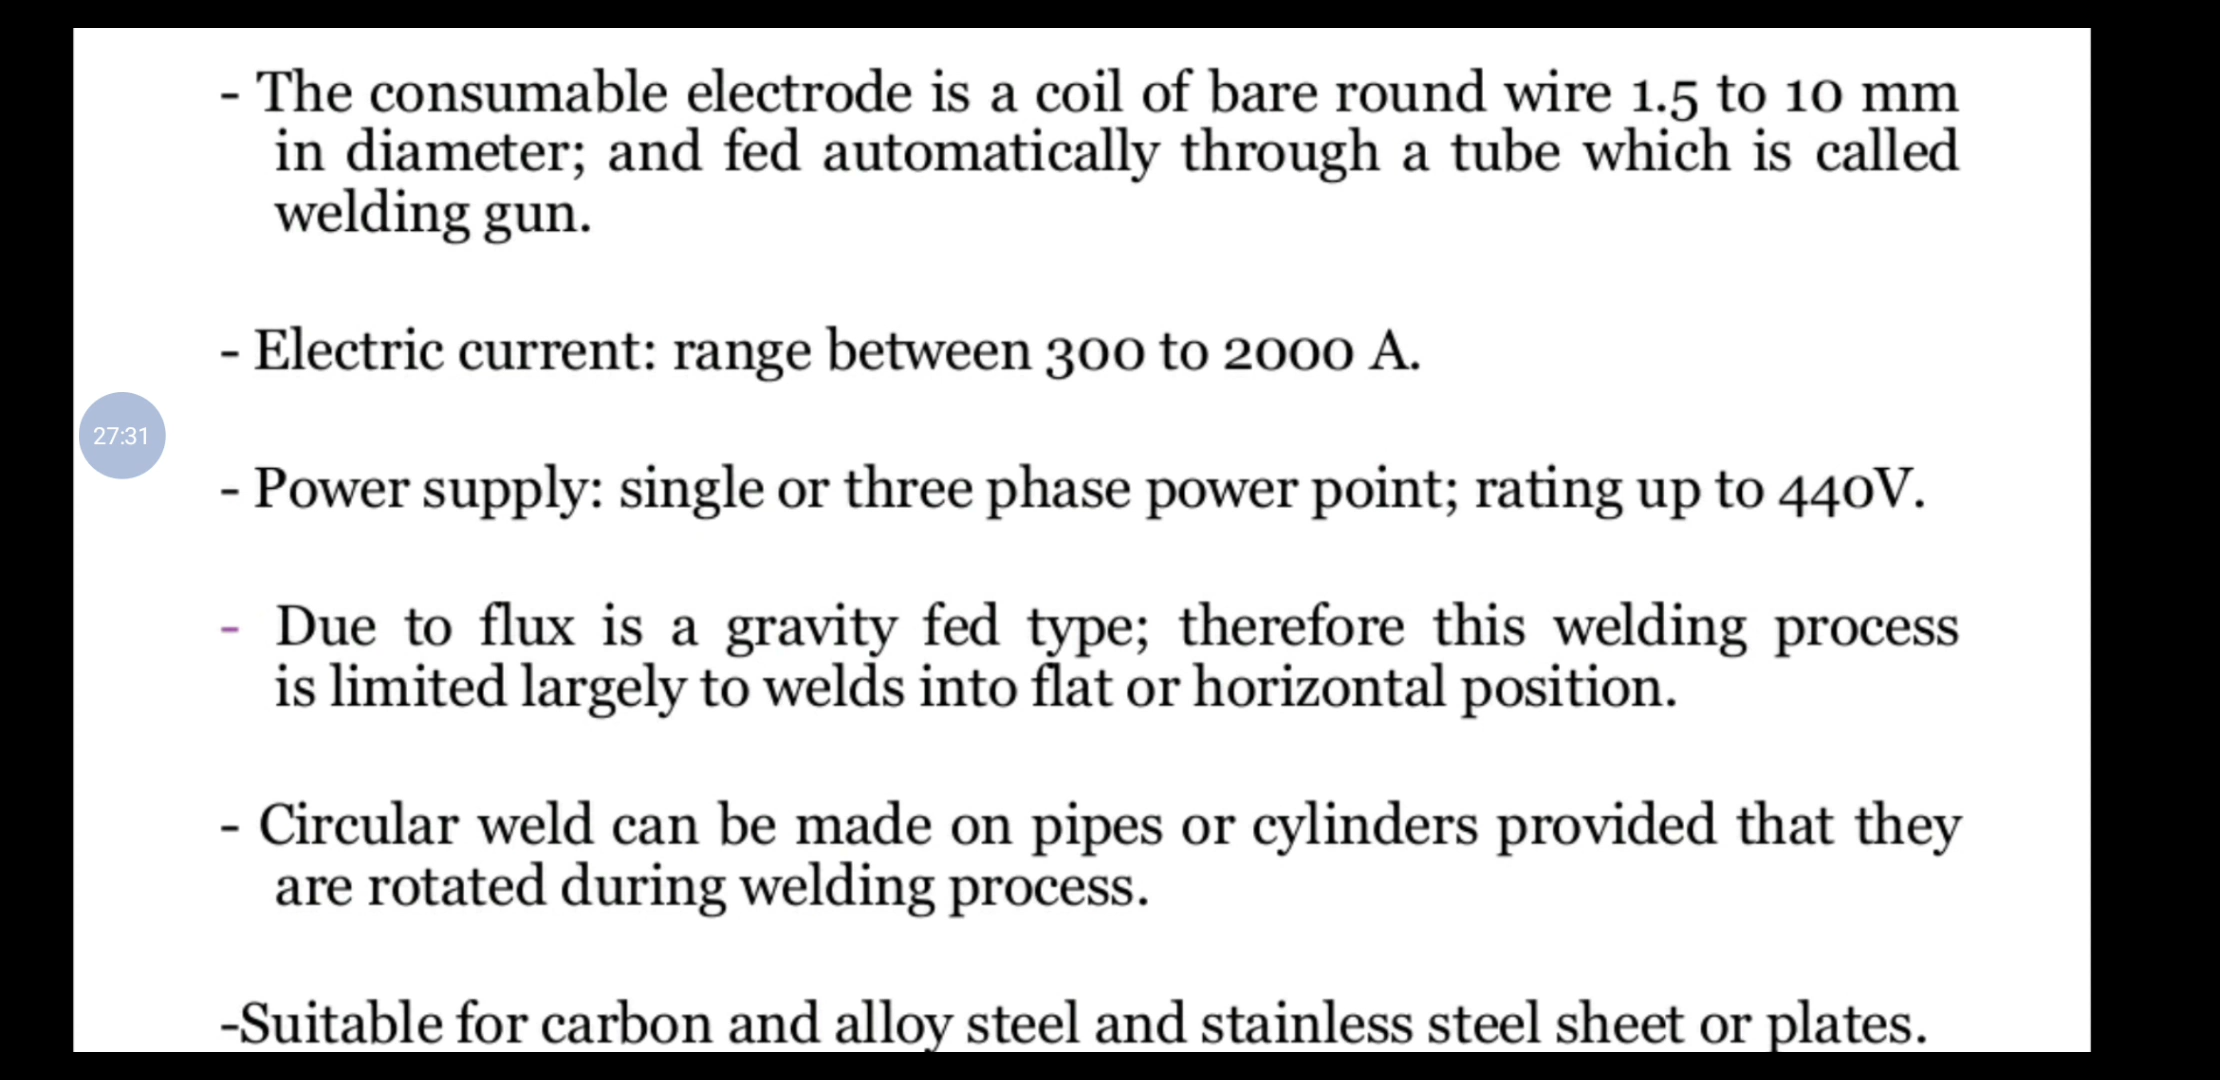 - The consumable electrode is a coil of bare round wire 1.5 to 10 mm
in diameter; and fed automatically through a tube which is called
welding gun.
- Electric current: range between 300 to 2000 A.
27:31
- Power supply: single or three phase power point; rating up to 440V.
- Due to flux is a gravity fed type; therefore this welding process
is limited largely to welds into flat or horizontal position.
- Circular weld can be made on pipes or cylinders provided that they
are rotated during welding process.
-Suitable for carbon and alloy steel and stainless steel sheet or plates.